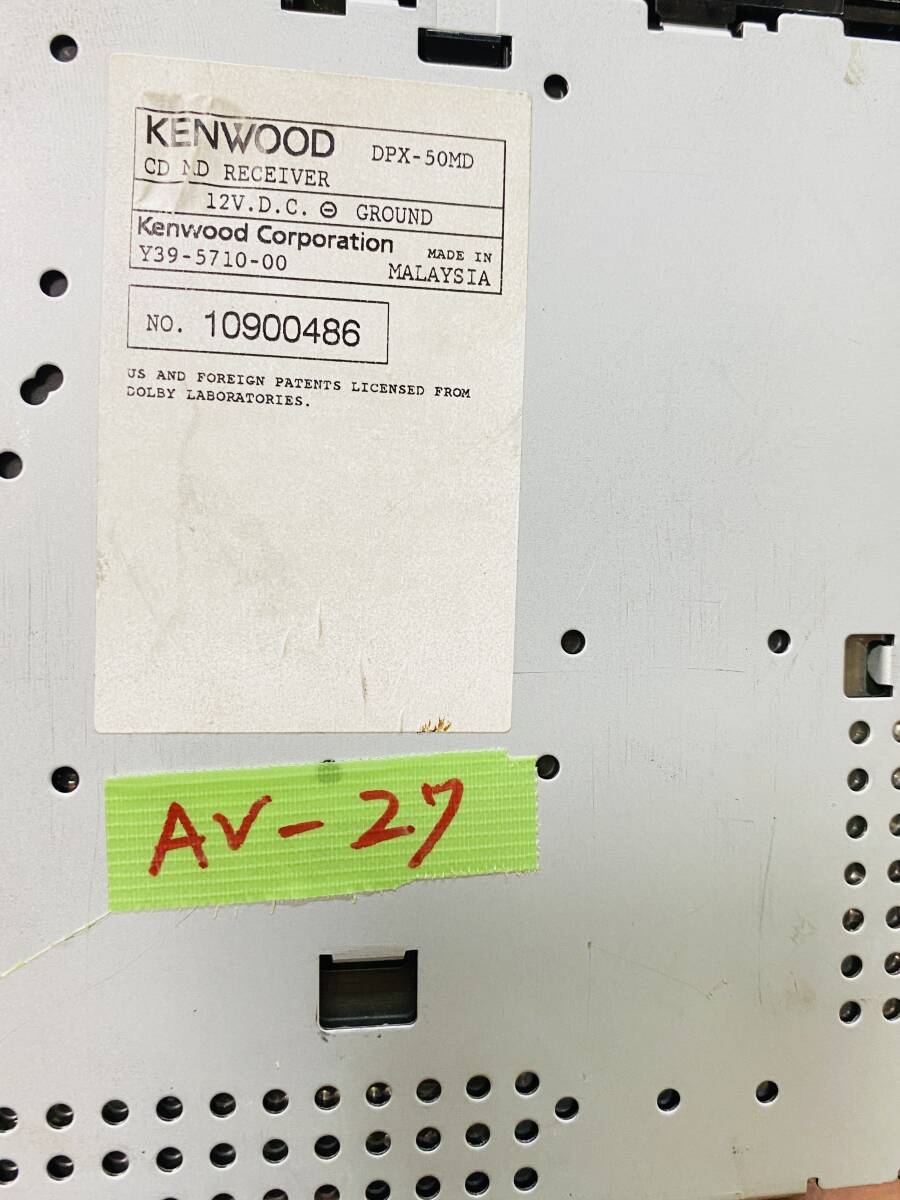 KENWOOD DPX-50MD
CD MD RECEIVER
12V.D.C. ⊖ GROUND
Kenwood Corporation
MADE IN
Y39-5710-00
MALAYSIA
NO. 10900486
US AND FOREIGN PATENTS LICENSED FROM
DOLBY LABORATORIES.
AV-27